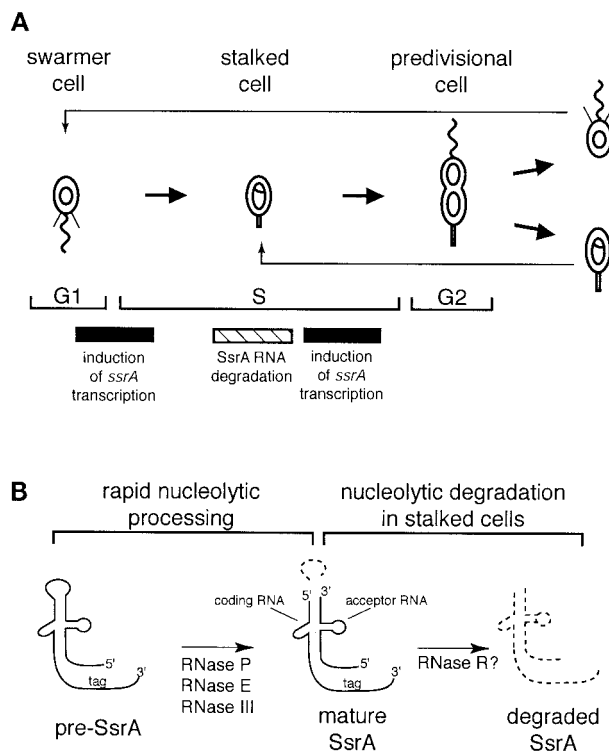 A
swarmer cell
stalked cell
predivisional cell
G1
S
G2
induction of ssrA transcription
SsrA RNA degradation
induction of ssrA transcription
B
rapid nucleolytic processing
nucleolytic degradation in stalked cells
5'
3'
tag
pre-SsrA
RNase P
RNase E
RNase III
5' 3'
coding RNA
acceptor RNA
5'
3'
tag
mature SsrA
RNase R?
degraded SsrA